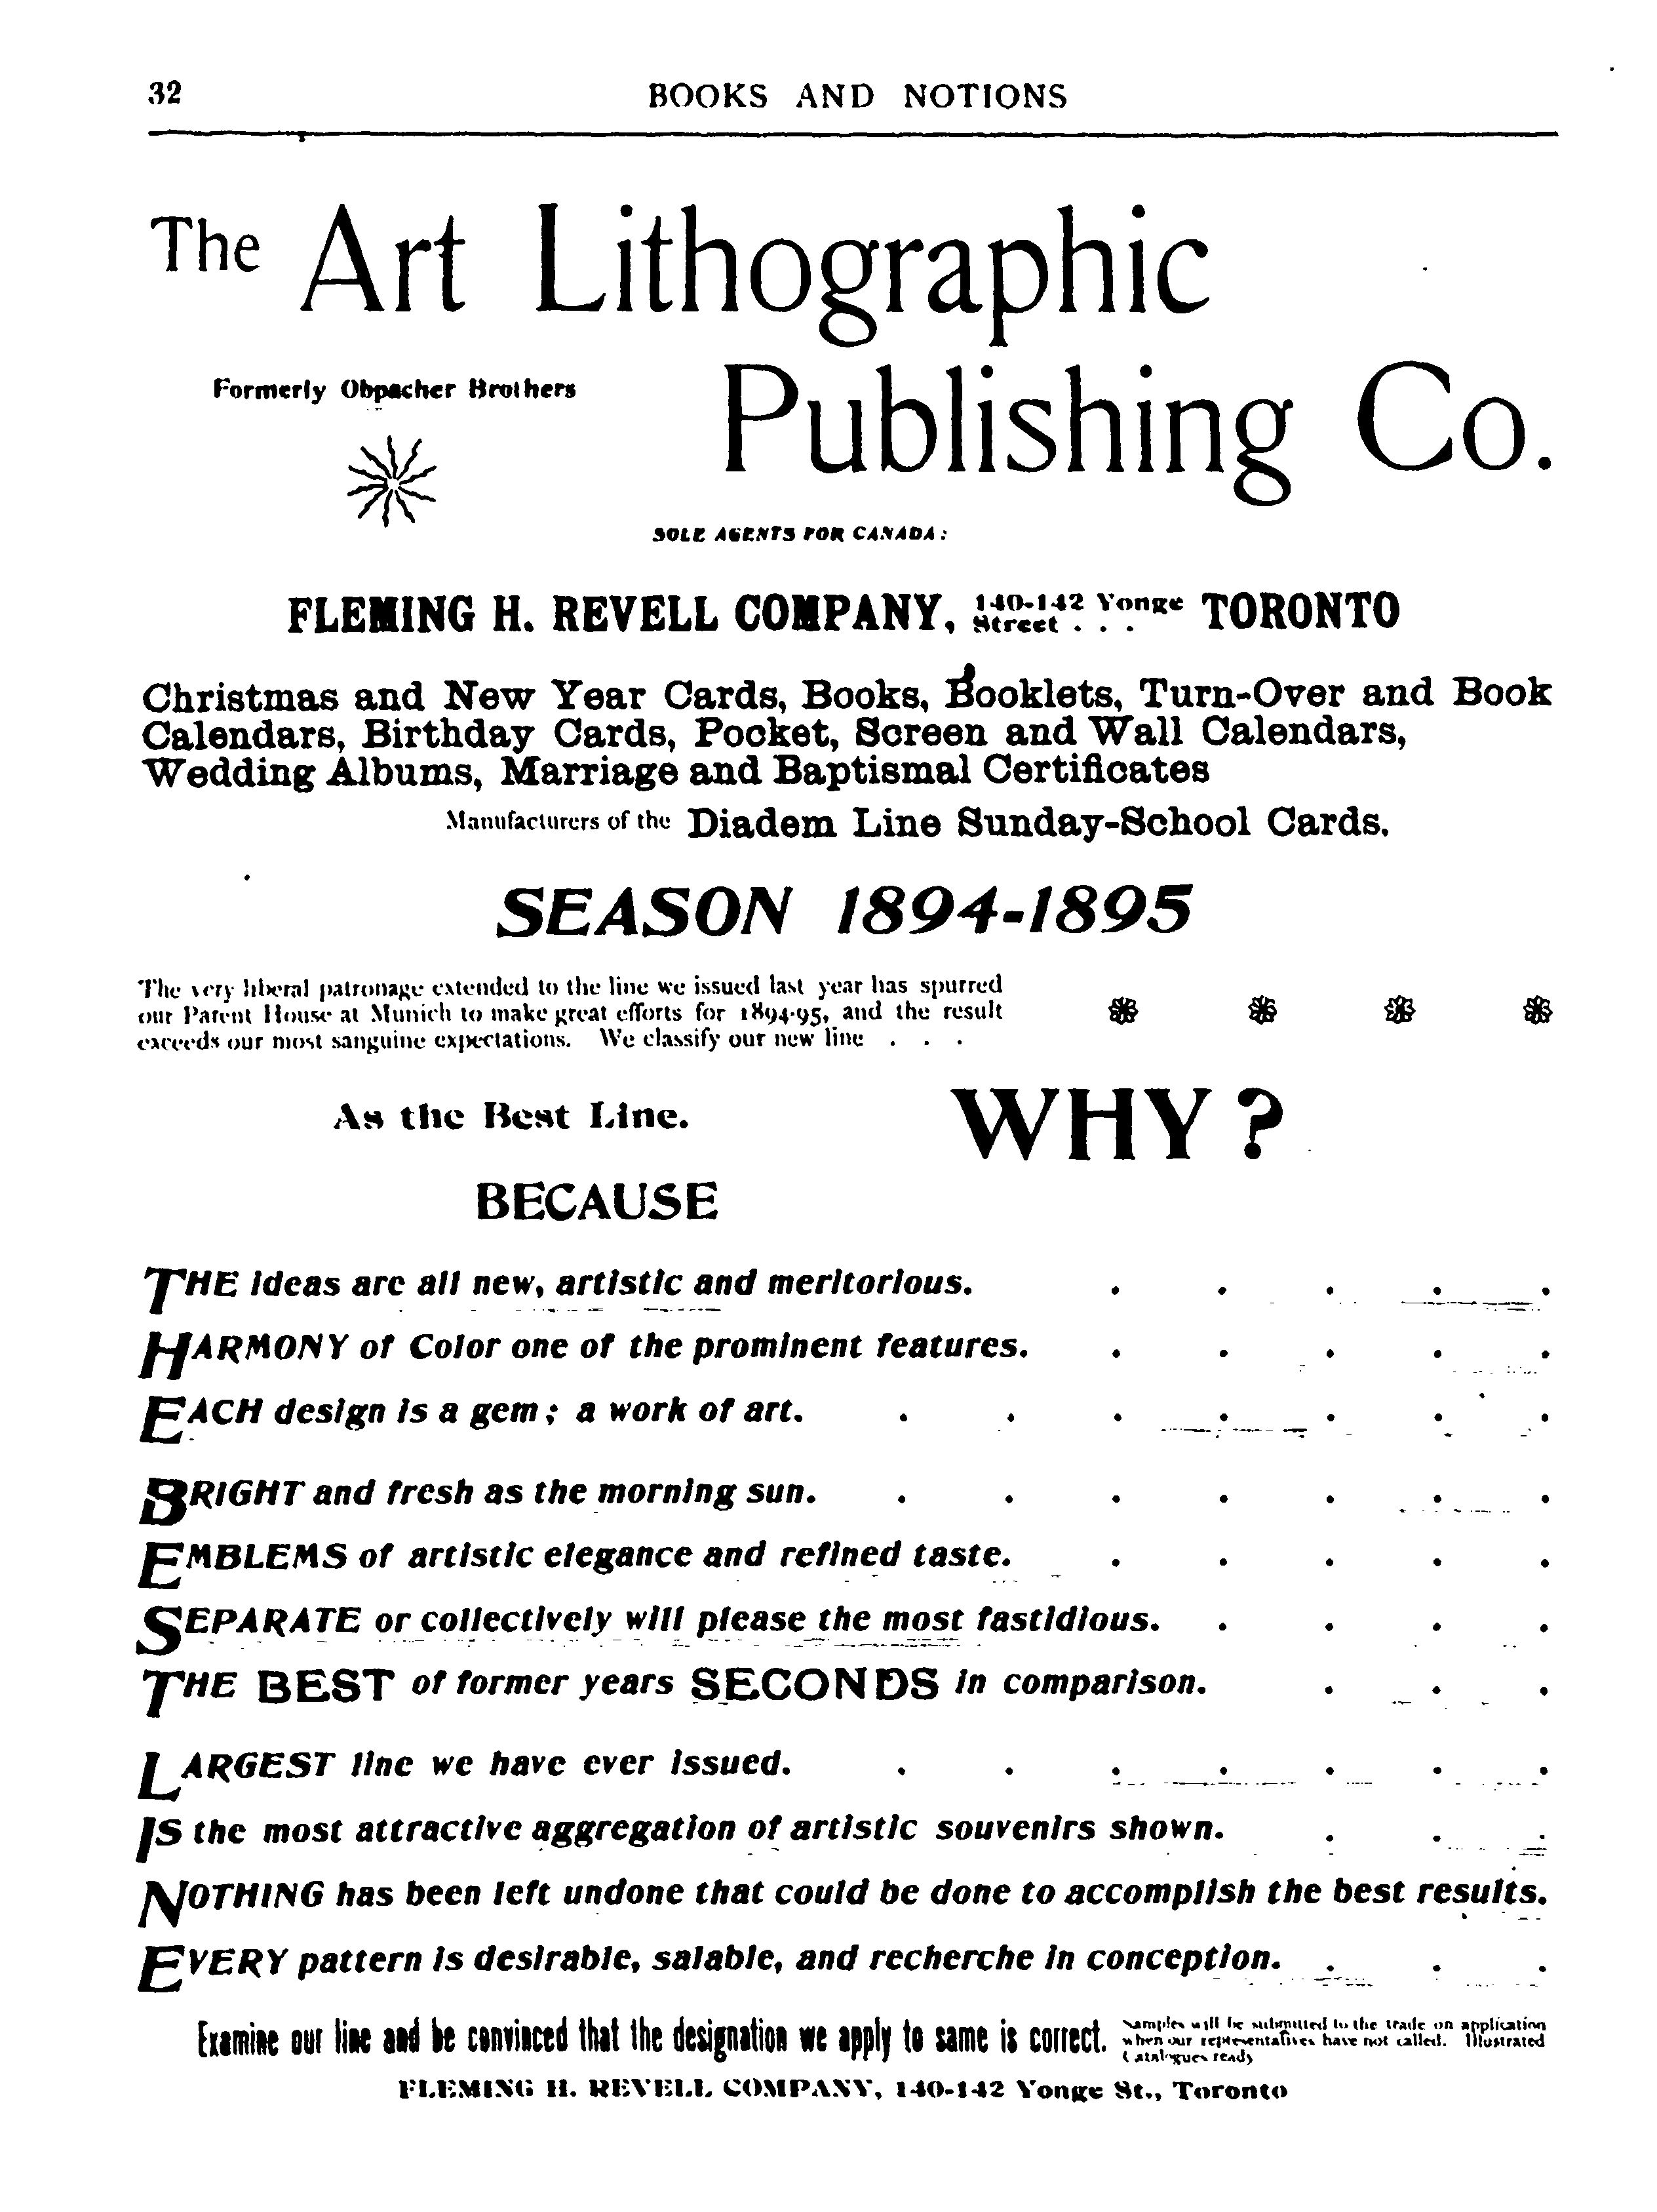 32
BOOKS AND NOTIONS
The Art Lithographic
Formerly Obpacher Brothers
Publishing Co.
SOLE AGENTS FOR CANADA:
FLEMING H. REVELL COMPANY, 140-142 Yonge Street . . . TORONTO
Christmas and New Year Cards, Books, Booklets, Turn-Over and Book
Calendars, Birthday Cards, Pocket, Screen and Wall Calendars,
Wedding Albums, Marriage and Baptismal Certificates
Manufacturers of the Diadem Line Sunday-School Cards.
SEASON 1894-1895
The very liberal patronage extended to the line we issued last year has spurred
our Parent House at Munich to make great efforts for 1894-95, and the result
exceeds our most sanguine expectations. We classify our new line . . .
As the Best Line.
WHY?
BECAUSE
THE Ideas are all new, artistic and meritorious. . . . . .
HARMONY of Color one of the prominent features. . . . . .
EACH design is a gem; a work of art. . . . . . . .
BRIGHT and fresh as the morning sun. . . . . . . .
EMBLEMS of artistic elegance and refined taste. . . . . .
SEPARATE or collectively will please the most fastidious. . . . .
THE BEST of former years SECONDS in comparison. . . .
LARGEST line we have ever issued. . . . . . . .
IS the most attractive aggregation of artistic souvenirs shown. . . .
NOTHING has been left undone that could be done to accomplish the best results.
EVERY pattern is desirable, salable, and recherche in conception. . . .
Examine our line and be convinced that the designation we apply to same is correct.
Samples will be submitted to the trade on application
when our representatives have not called. Illustrated
Catalogues ready
FLEMING H. REVELL COMPANY, 140-142 Yonge St., Toronto